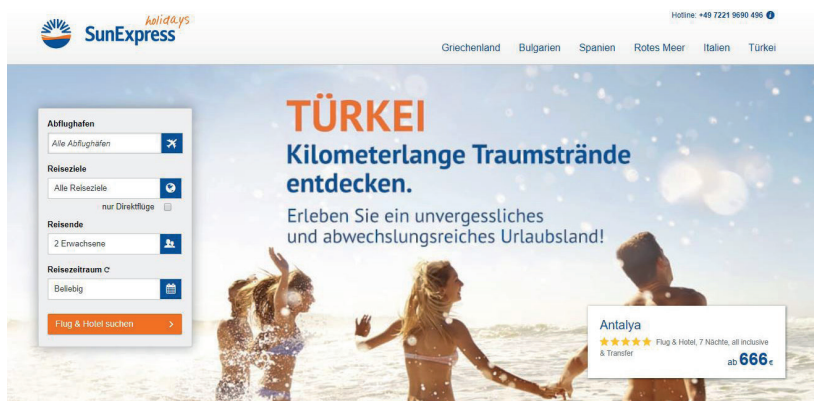 Hotline: +49 7221 9690 496
holidays
SunExpress
Griechenland Bulgarien Spanien Rotes Meer Italien Türkei
TÜRKEI
Kilometerlange Traumstrände
entdecken.
Erleben Sie ein unvergessliches
und abwechslungsreiches Urlaubsland!
Abflughafen
Alle Abflughäfen
Reiseziele
Alle Reiseziele
nur Direktflüge
Reisende
2 Erwachsene
Reisezeitraum
Beliebig
Flug & Hotel suchen
Antalya
Flug & Hotel, 7 Nächte, all inclusive
& Transfer
ab 666 €